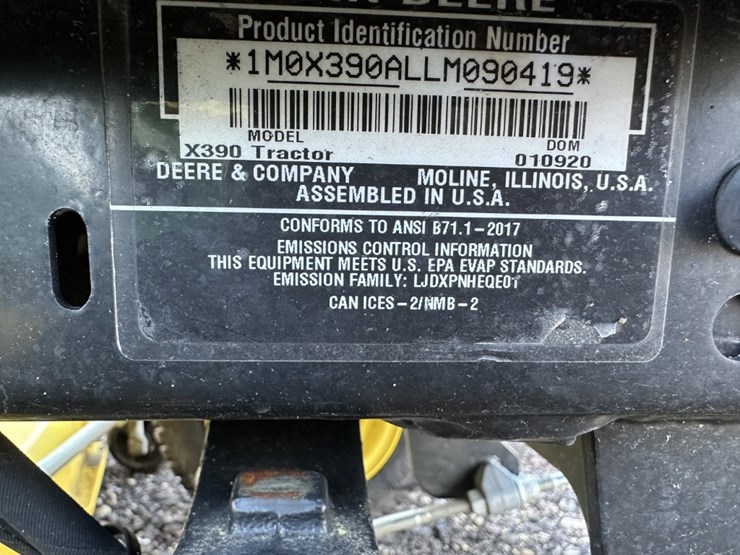 DEERE
Product Identification Number
*1M0X390ALLM090419*
MODEL DOM
X390 Tractor 010920
DEERE & COMPANY MOLINE, ILLINOIS, U.S.A.
ASSEMBLED IN U.S.A.
CONFORMS TO ANSI B71.1-2017
EMISSIONS CONTROL INFORMATION
THIS EQUIPMENT MEETS U.S. EPA EVAP STANDARDS.
EMISSION FAMILY:
CAN ICES-2/NMB-2